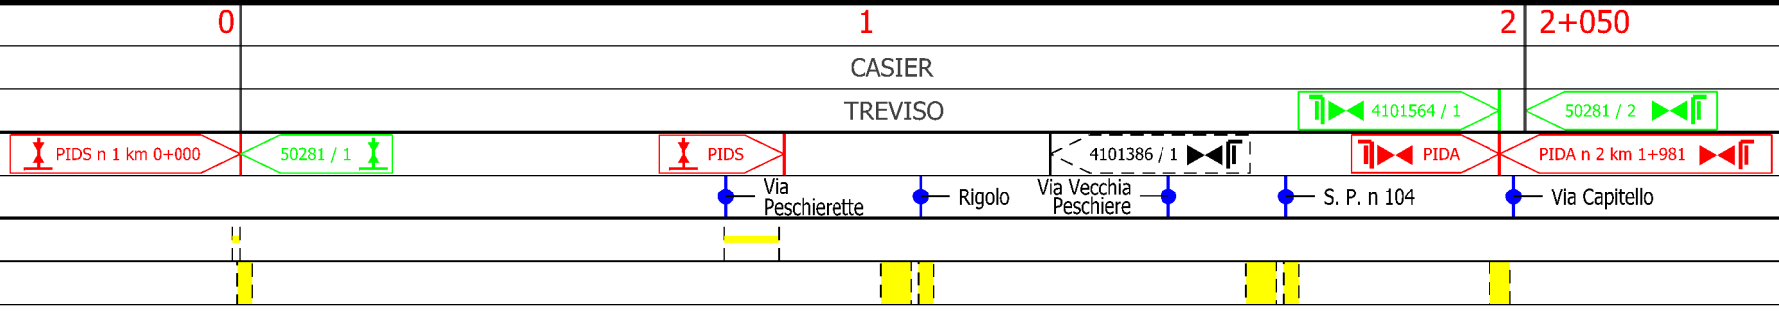 0 1 2 2+050
CASIER
TREVISO
4101564 / 1
50281 / 2
PIDS n 1 km 0+000
50281 / 1
PIDS
4101386 / 1
PIDA
PIDA n 2 km 1+981
Via
Peschierette
Rigolo
Via Vecchia
Peschiere
S. P. n 104
Via Capitello